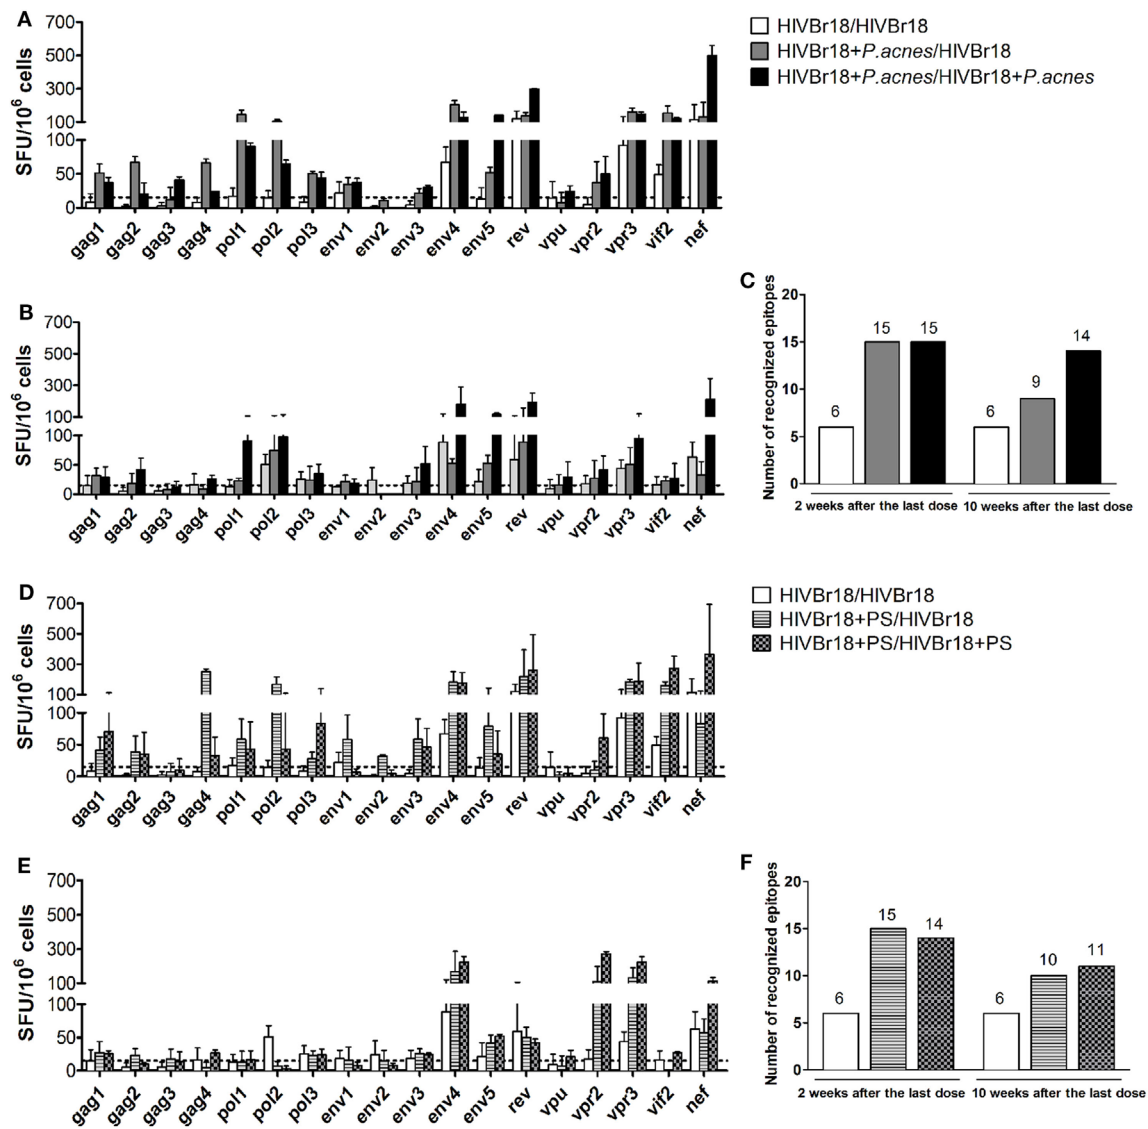 A
700
500
300
100
100
50
0
SFU/10⁶ cells
gag1 gag2 gag3 gag4 pol1 pol2 pol3 env1 env2 env3 env4 env5 rev vpu vpr2 vpr3 vif2 nef
HIVBr18/HIVBr18
HIVBr18+P.acnes/HIVBr18
HIVBr18+P.acnes/HIVBr18+P.acnes
B
700
500
300
100
100
50
0
SFU/10⁶ cells
gag1 gag2 gag3 gag4 pol1 pol2 pol3 env1 env2 env3 env4 env5 rev vpu vpr2 vpr3 vif2 nef
C
Number of recognized epitopes
20
15
10
5
0
6 15 15 6 9 14
2 weeks after the last dose 10 weeks after the last dose
D
700
500
300
100
100
50
0
SFU/10⁶ cells
gag1 gag2 gag3 gag4 pol1 pol2 pol3 env1 env2 env3 env4 env5 rev vpu vpr2 vpr3 vif2 nef
HIVBr18/HIVBr18
HIVBr18+PS/HIVBr18
HIVBr18+PS/HIVBr18+PS
E
700
500
300
100
100
50
0
SFU/10⁶ cells
gag1 gag2 gag3 gag4 pol1 pol2 pol3 env1 env2 env3 env4 env5 rev vpu vpr2 vpr3 vif2 nef
F
Number of recognized epitopes
20
15
10
5
0
6 15 14 6 10 11
2 weeks after the last dose 10 weeks after the last dose